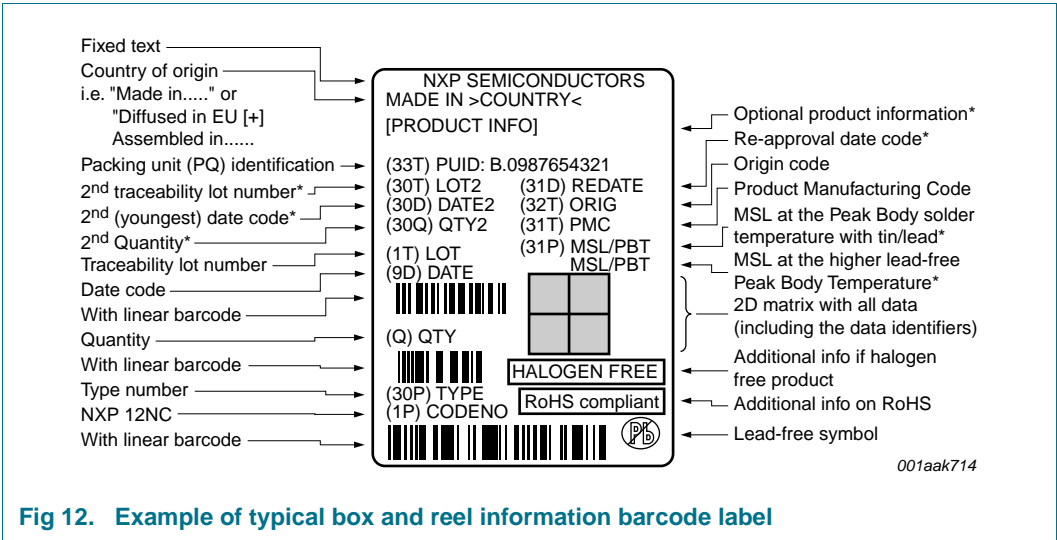 Fixed text
Country of origin
i.e. "Made in....." or
"Diffused in EU [+]
Assembled in......
Packing unit (PQ) identification
2nd traceability lot number*
2nd (youngest) date code*
2nd Quantity*
Traceability lot number
Date code
With linear barcode
Quantity
With linear barcode
Type number
NXP 12NC
With linear barcode
NXP SEMICONDUCTORS
MADE IN >COUNTRY<
[PRODUCT INFO]
(33T) PUID: B.0987654321
(30T) LOT2 (31D) REDATE
(30D) DATE2 (32T) ORIG
(30Q) QTY2 (31T) PMC
(31P) MSL/PBT
(1T) LOT MSL/PBT
(9D) DATE
(Q) QTY
HALOGEN FREE
(30P) TYPE
RoHS compliant
(1P) CODENO
Pb
Optional product information*
Re-approval date code*
Origin code
Product Manufacturing Code
MSL at the Peak Body solder
temperature with tin/lead*
MSL at the higher lead-free
Peak Body Temperature*
2D matrix with all data
(including the data identifiers)
Additional info if halogen
free product
Additional info on RoHS
Lead-free symbol
001aak714
Fig 12. Example of typical box and reel information barcode label